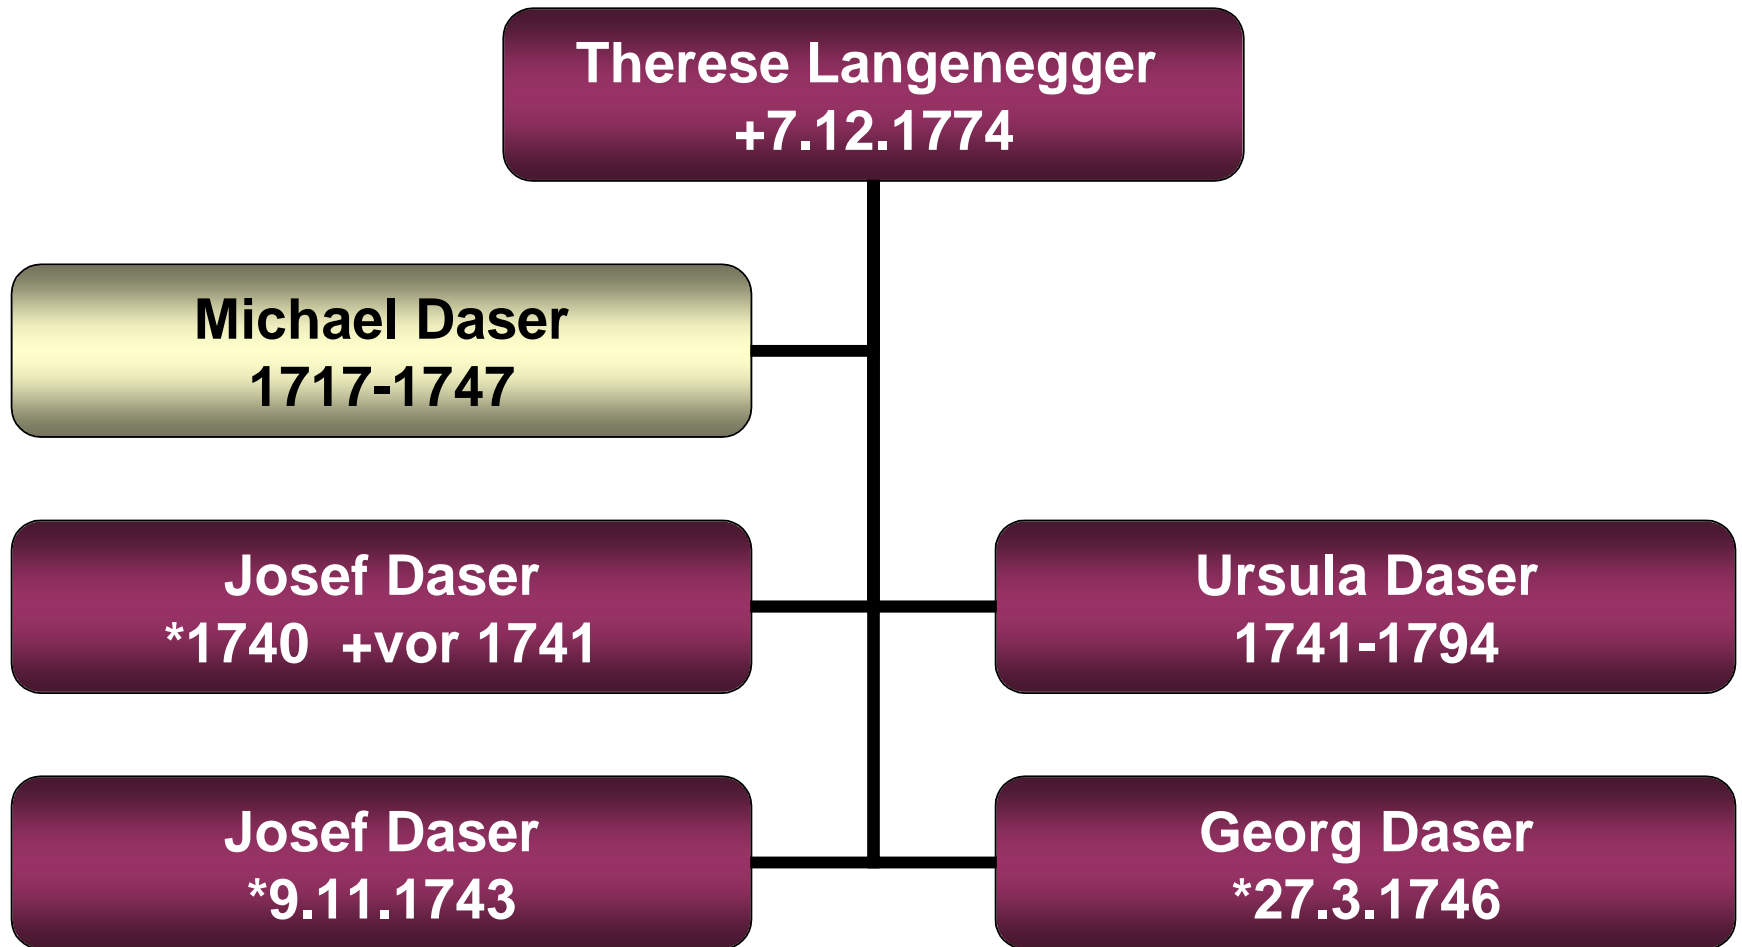 Therese Langenegger
+7.12.1774
Michael Daser
1717-1747
Josef Daser
*1740  +vor 1741
Ursula Daser
1741-1794
Josef Daser
*9.11.1743
Georg Daser
*27.3.1746